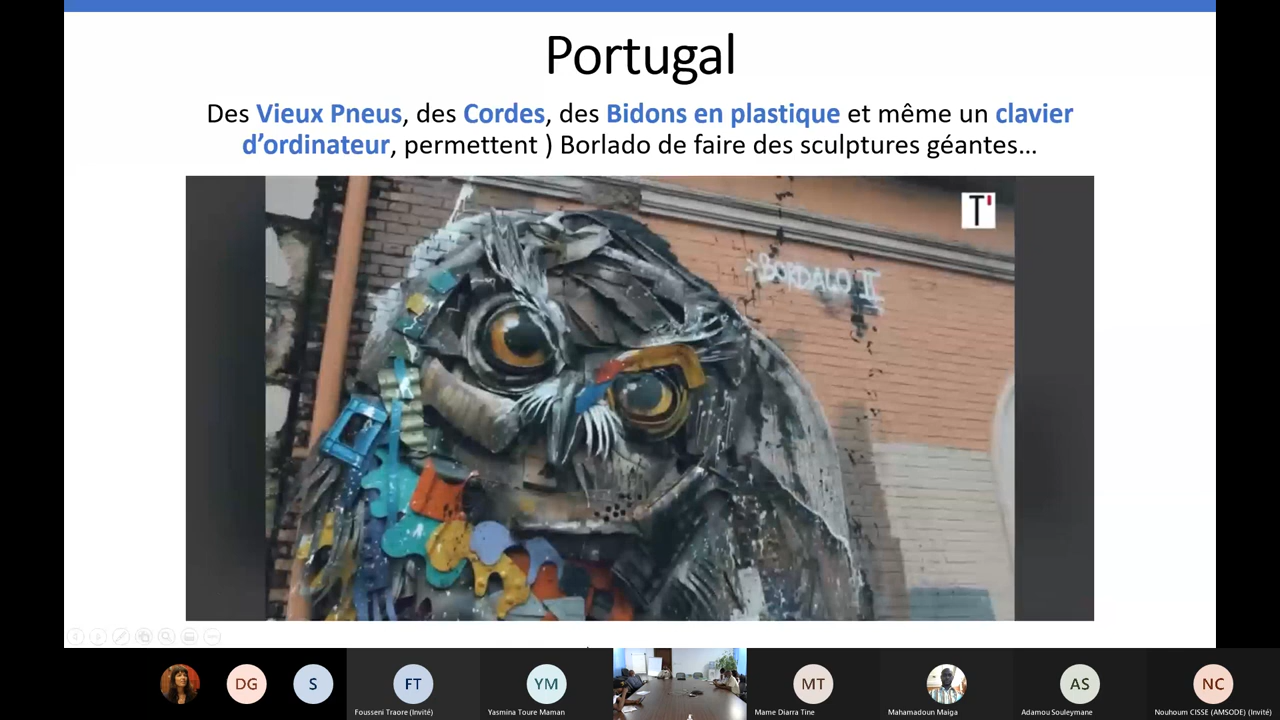 Portugal
Des Vieux Pneus, des Cordes, des Bidons en plastique et même un clavier
d'ordinateur, permettent ) Borlado de faire des sculptures géantes...
T'
BORDALO II
DG
S
FT
YM
MT
AS
NC
Fousseni Traore (Invité)
Yasmina Toure Maman
Mame Diarra Tine
Mahamadoun Maiga
Adamou Souleymane
Nouhoum CISSE (AMSODE) (Invité)